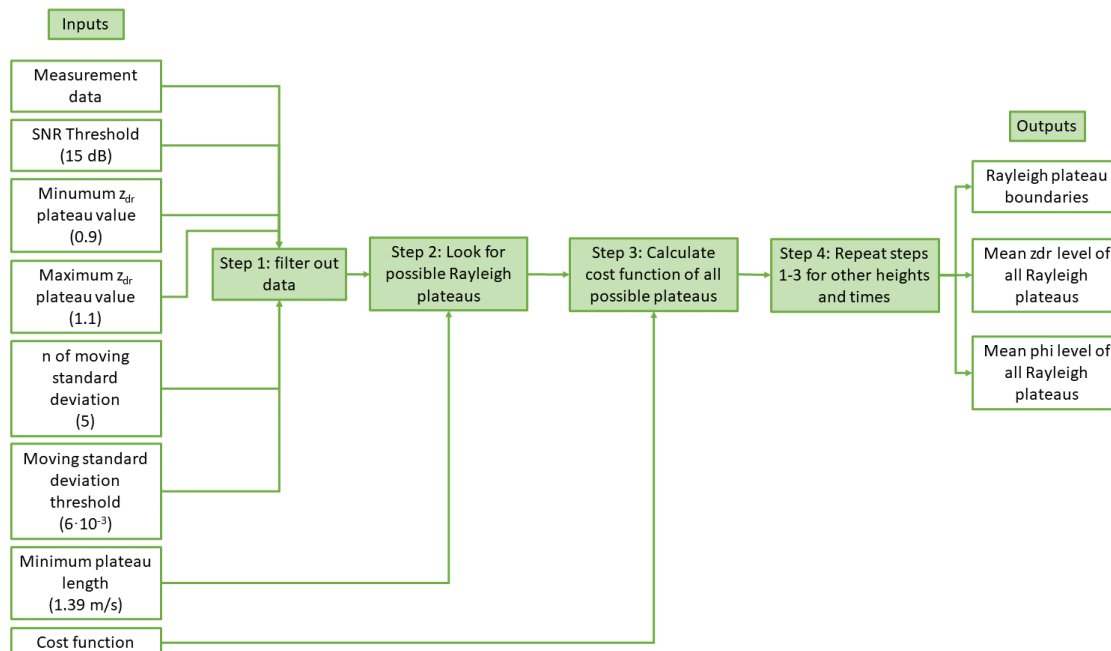 Inputs
Measurement
data
SNR Threshold
(15 dB)
Minumum z_dr
plateau value
(0.9)
Maximum z_dr
plateau value
(1.1)
n of moving
standard
deviation
(5)
Moving standard
deviation
threshold
(6·10⁻³)
Minimum plateau
length
(1.39 m/s)
Cost function
Step 1: filter out
data
Step 2: Look for
possible Rayleigh
plateaus
Step 3: Calculate
cost function of all
possible plateaus
Step 4: Repeat steps
1-3 for other heights
and times
Outputs
Rayleigh plateau
boundaries
Mean zdr level of
all Rayleigh
plateaus
Mean phi level of
all Rayleigh
plateaus